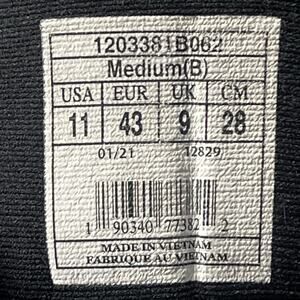 1203381B062
Medium(B)
USA EUR UK CM
11 43 9 28
01/21 12829
1 90340 77382 2
MADE IN VIETNAM
FABRIQUE AU VIETNAM